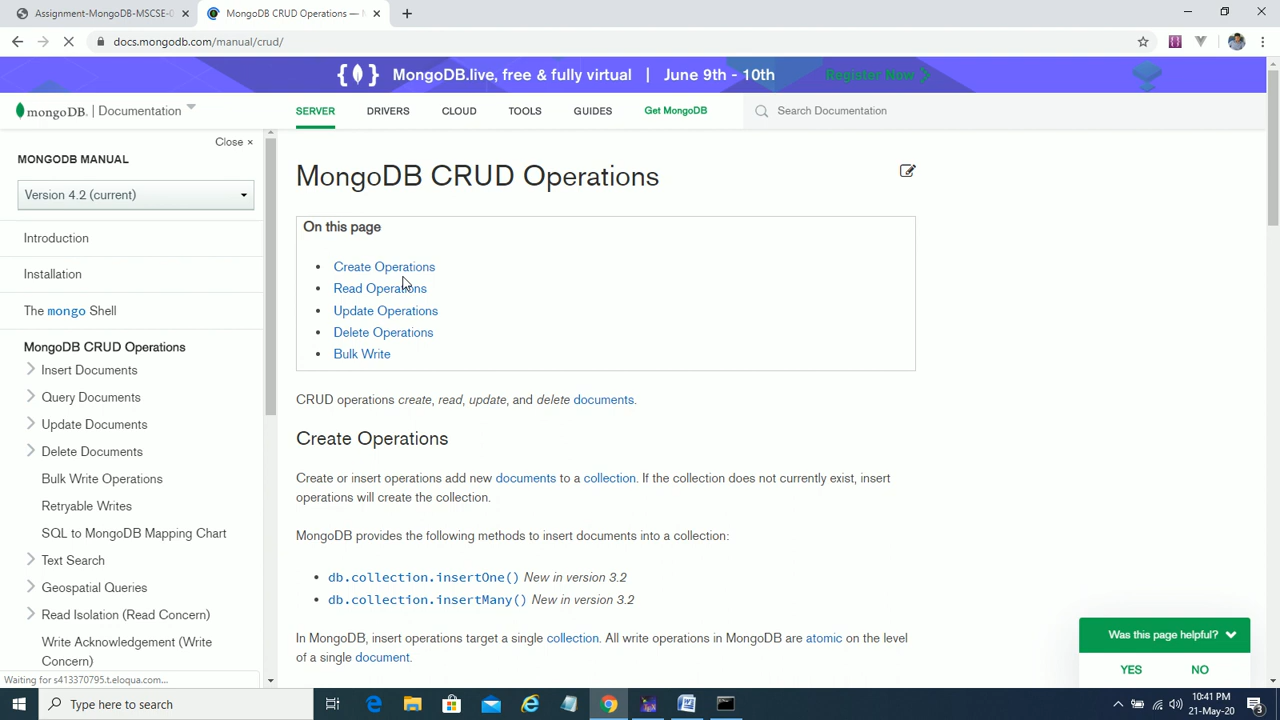 Assignment-MongoDB-MSCSE-0
MongoDB CRUD Operations — M
docs.mongodb.com/manual/crud/
MongoDB.live, free & fully virtual | June 9th - 10th
Register Now
mongoDB. | Documentation
SERVER
DRIVERS
CLOUD
TOOLS
GUIDES
Get MongoDB
Search Documentation
Close ×
MONGODB MANUAL
Version 4.2 (current)
Introduction
Installation
The mongo Shell
MongoDB CRUD Operations
Insert Documents
Query Documents
Update Documents
Delete Documents
Bulk Write Operations
Retryable Writes
SQL to MongoDB Mapping Chart
Text Search
Geospatial Queries
Read Isolation (Read Concern)
Write Acknowledgement (Write
Concern)
Waiting for s413370795.t.eloqua.com...
MongoDB CRUD Operations
On this page
• Create Operations
• Read Operations
• Update Operations
• Delete Operations
• Bulk Write
CRUD operations create, read, update, and delete documents.
Create Operations
Create or insert operations add new documents to a collection. If the collection does not currently exist, insert
operations will create the collection.
MongoDB provides the following methods to insert documents into a collection:
• db.collection.insertOne() New in version 3.2
• db.collection.insertMany() New in version 3.2
In MongoDB, insert operations target a single collection. All write operations in MongoDB are atomic on the level
of a single document.
Was this page helpful?
YES
NO
Type here to search
10:41 PM
21-May-20
3